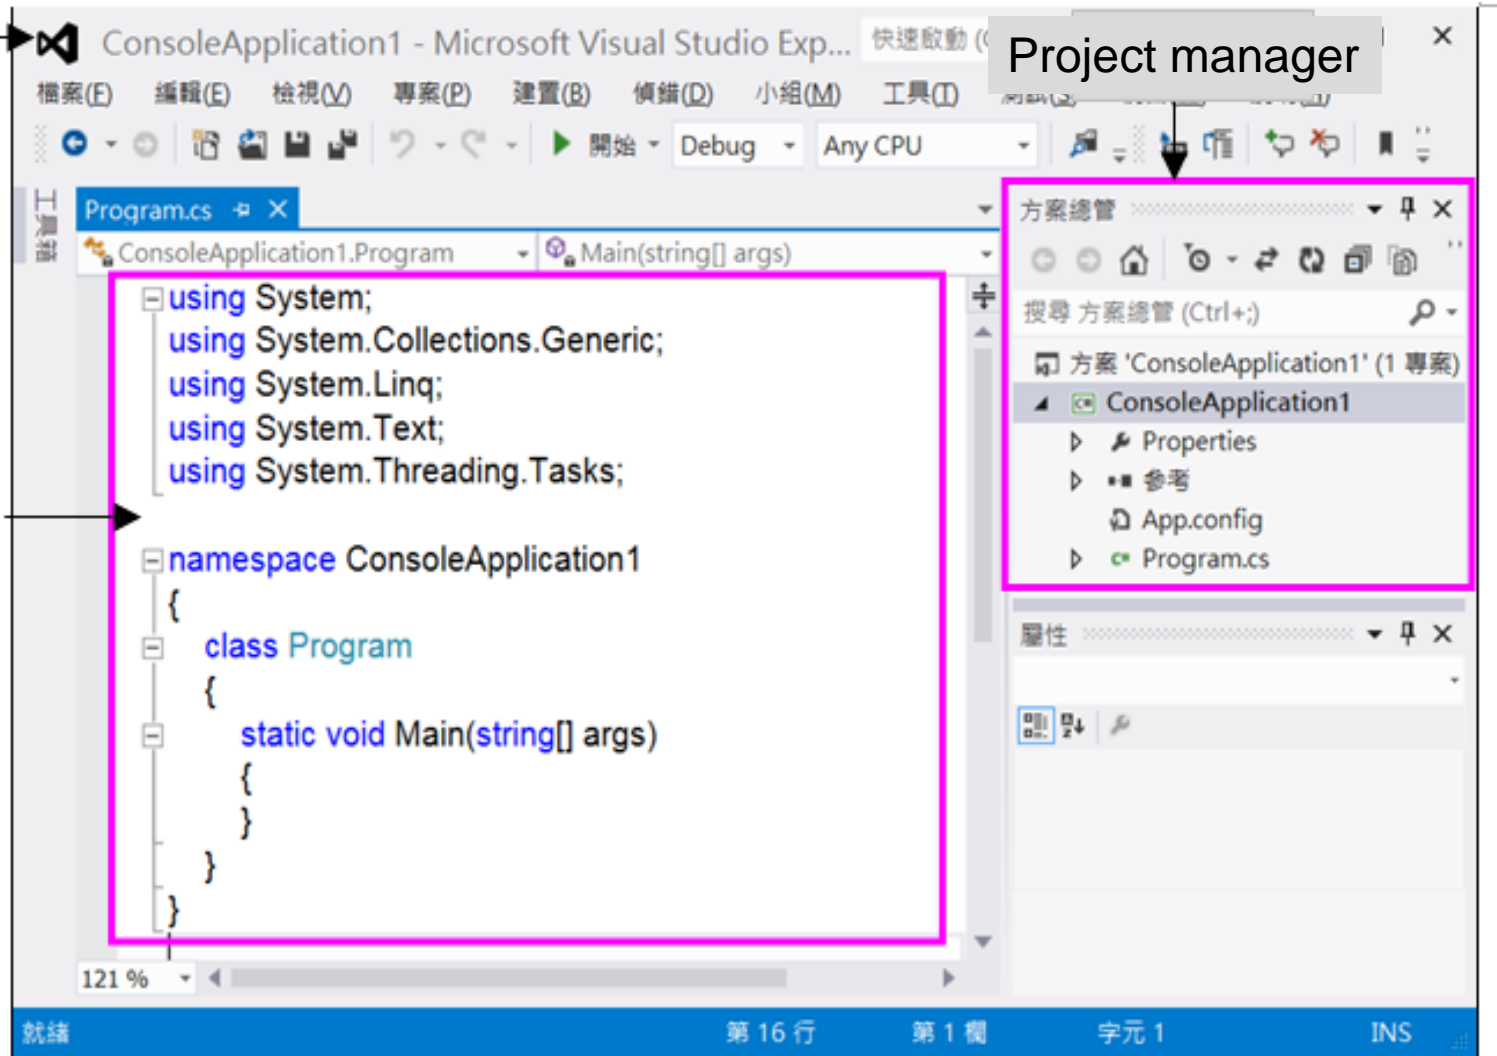 ConsoleApplication1 - Microsoft Visual Studio Exp...
快速啟動 (
Project manager
檔案(F) 編輯(E) 檢視(V) 專案(P) 建置(B) 偵錯(D) 小組(M) 工具(T)
開始 Debug Any CPU
工具箱
Program.cs
ConsoleApplication1.Program Main(string[] args)
using System;
using System.Collections.Generic;
using System.Linq;
using System.Text;
using System.Threading.Tasks;
namespace ConsoleApplication1
{
class Program
{
static void Main(string[] args)
{
}
}
}
121 %
方案總管
搜尋 方案總管 (Ctrl+;)
方案 'ConsoleApplication1' (1 專案)
ConsoleApplication1
Properties
參考
App.config
Program.cs
屬性
就緒 第 16 行 第 1 欄 字元 1 INS